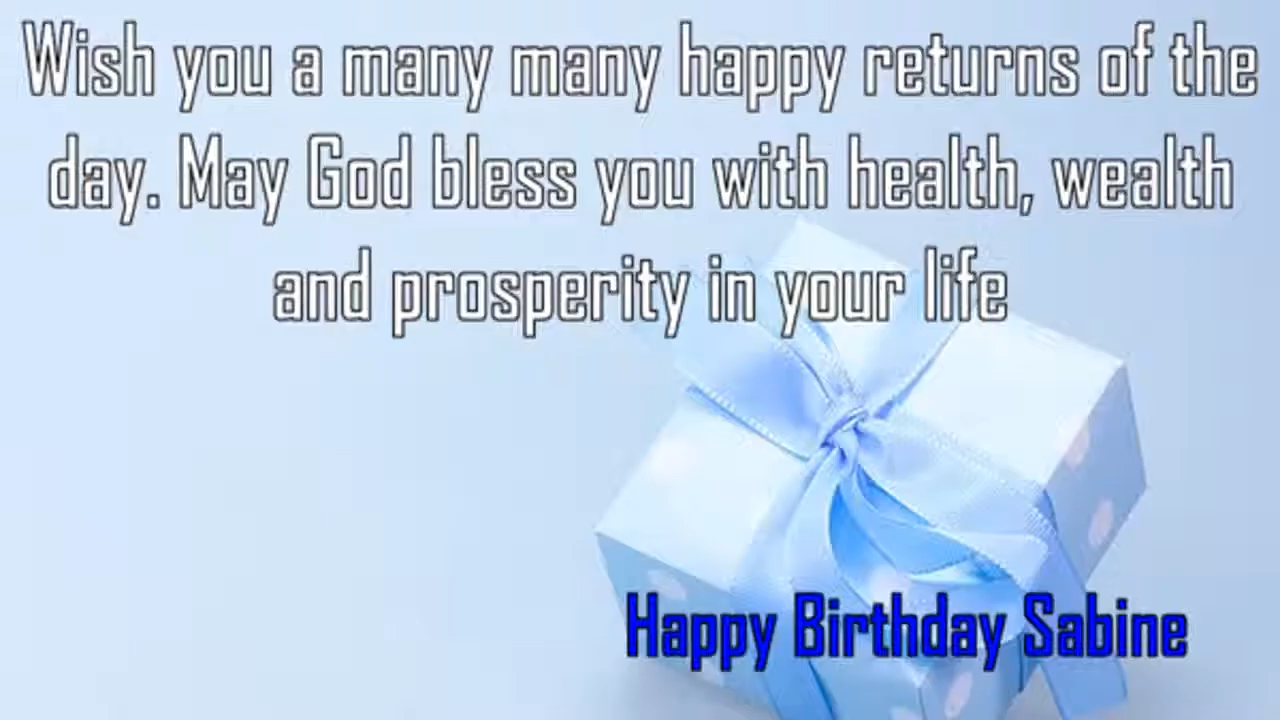 Wish you a many many happy returns of the
day. May God bless you with health, wealth
and prosperity in your life
Happy Birthday Sabine